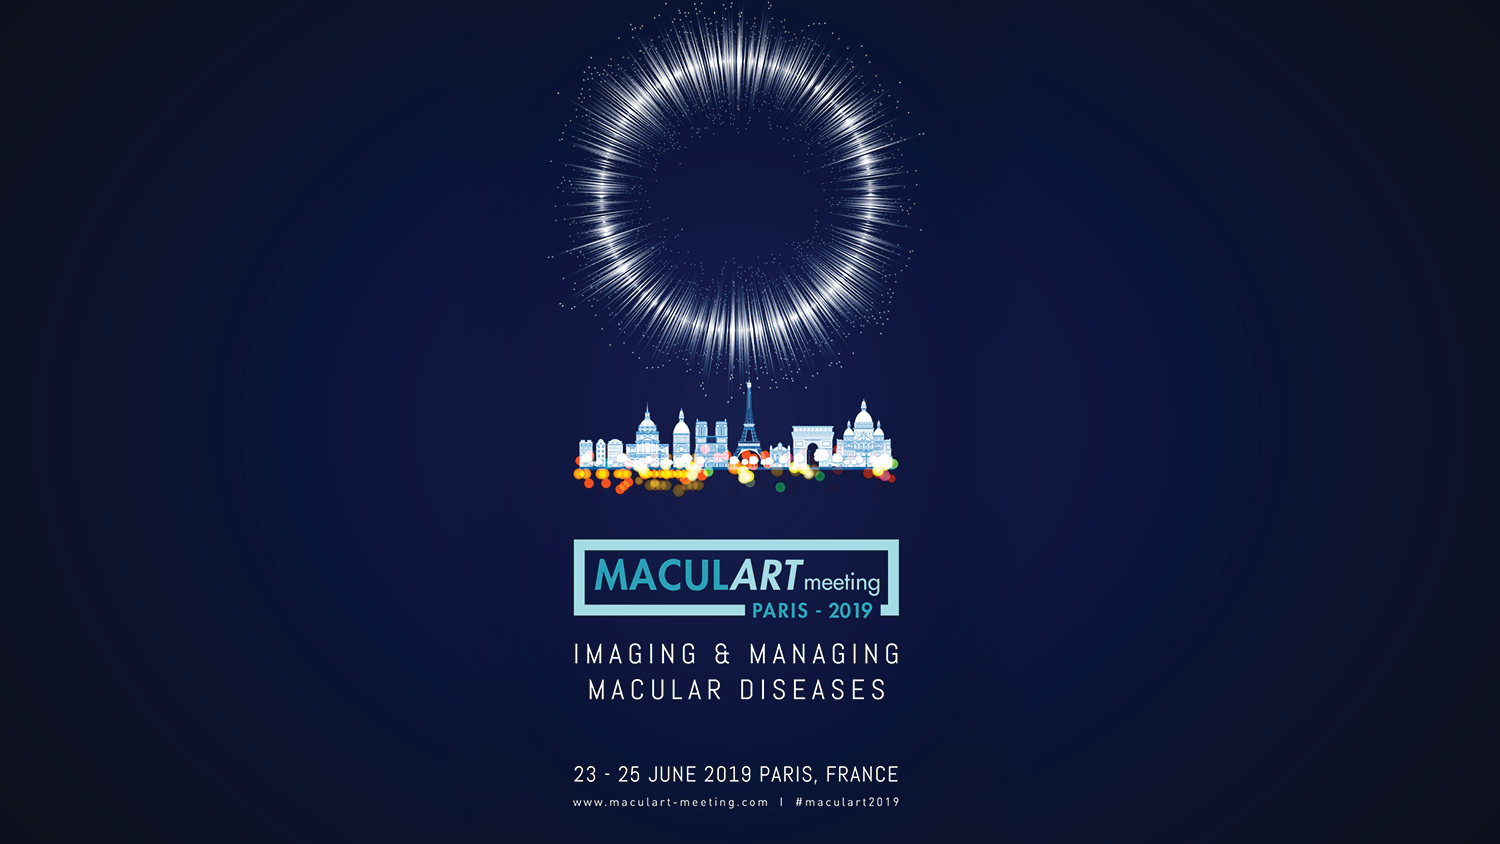 MACULART meeting
PARIS - 2019
IMAGING & MANAGING
MACULAR DISEASES
23 - 25 JUNE 2019 PARIS, FRANCE
www.maculart-meeting.com | #maculart2019